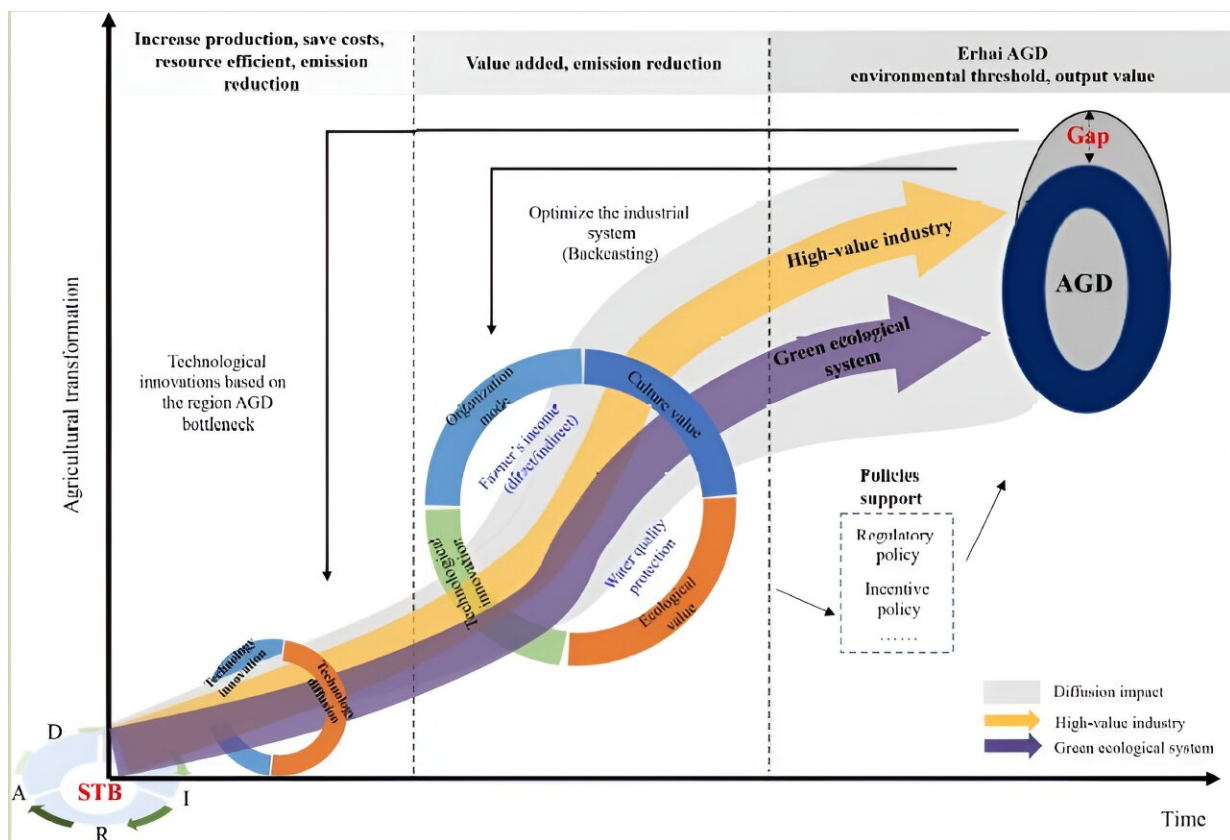 Increase production, save costs,
resource efficient, emission
reduction
Value added, emission reduction
Erhai AGD
environmental threshold, output value
Gap
Optimize the industrial
system
(Backcasting)
High-value industry
AGD
Green ecological
system
Technological
innovations based on
the region AGD
bottleneck
Agricultural transformation
Organization
mode
Culture value
Farmer's income
(direct/indirect)
Technological
innovation
Water quality
protection
Ecological value
Policies
support
Regulatory
policy
Incentive
policy
……
Technology
innovation
Technology
diffusion
Diffusion impact
High-value industry
Green ecological system
D
A
STB
I
R
Time